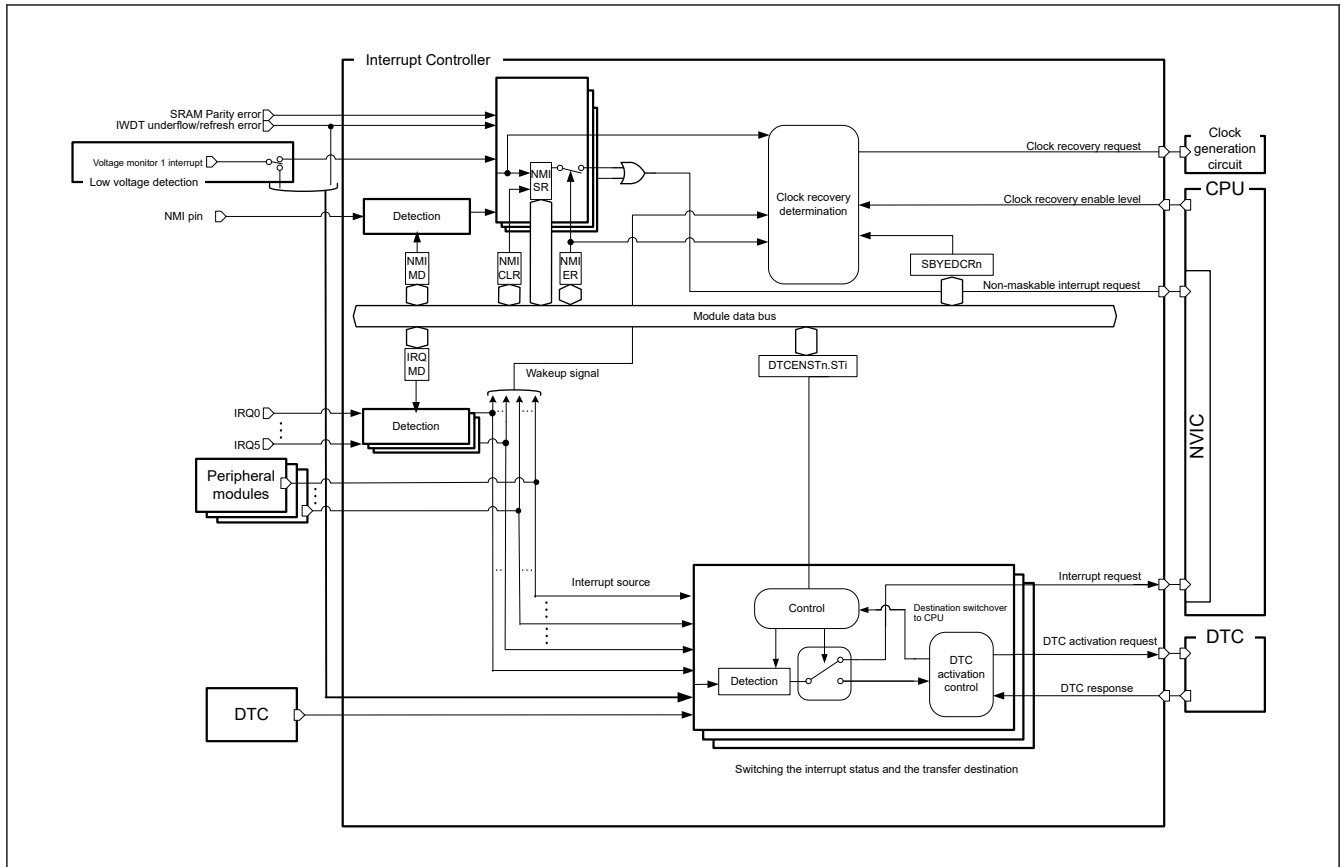 Interrupt Controller
SRAM Parity error
IWDT underflow/refresh error
Voltage monitor 1 interrupt
Low voltage detection
NMI pin
Detection
NMI
SR
NMI
MD
NMI
CLR
NMI
ER
Clock recovery
determination
SBYEDCRn
Clock recovery request
Clock recovery enable level
Non-maskable interrupt request
Clock
generation
circuit
CPU
NVIC
Module data bus
IRQ
MD
Wakeup signal
DTCENSTn.STi
IRQ0
IRQ5
Detection
Peripheral
modules
Interrupt source
Control
Destination switchover
to CPU
Detection
DTC
activation
control
Interrupt request
DTC activation request
DTC response
DTC
DTC
Switching the interrupt status and the transfer destination